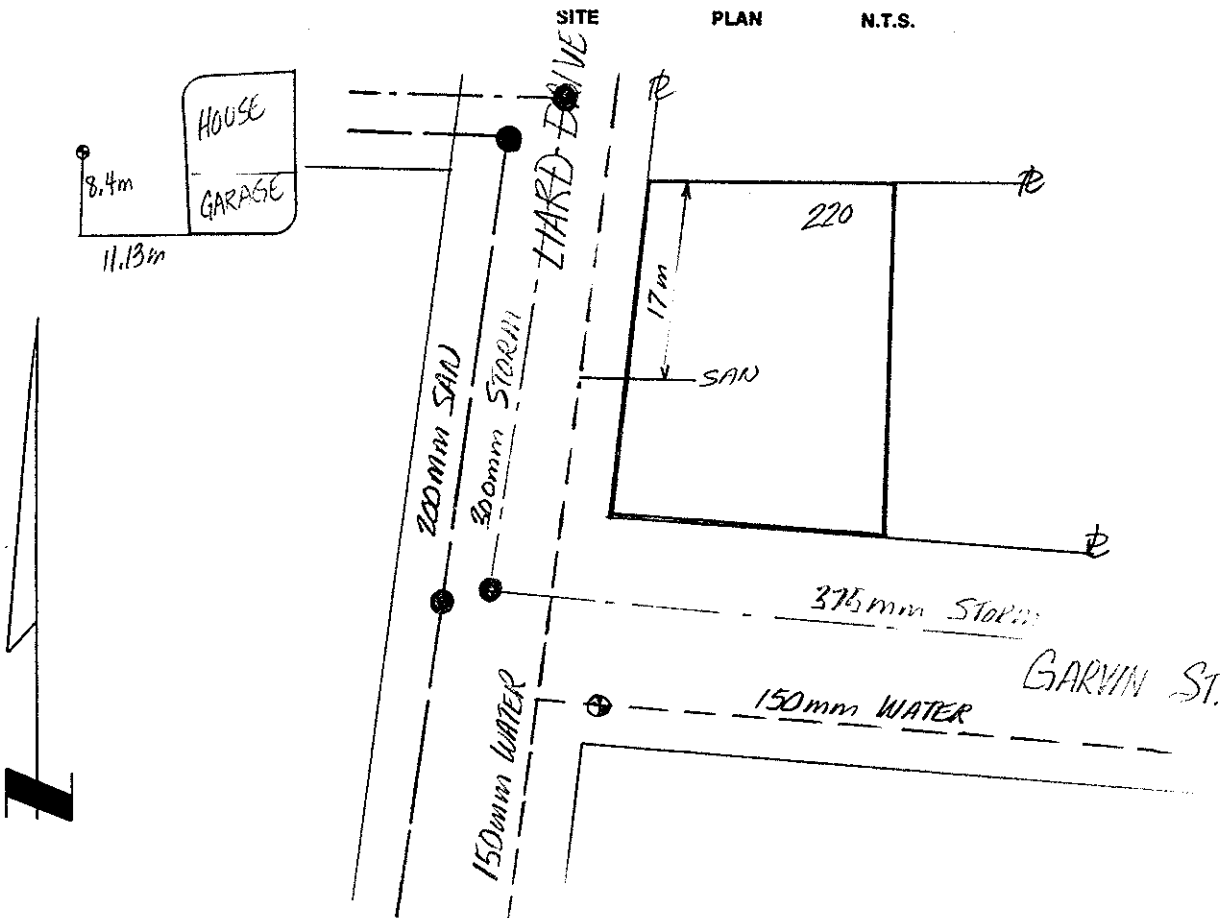 SITE PLAN N.T.S.
HOUSE
GARAGE
8.4m
11.13m
LIARD DRIVE
220
17m
SAN
200mm SAN
300mm STORM
375mm STORM
GARVIN ST.
150mm WATER
150mm WATER